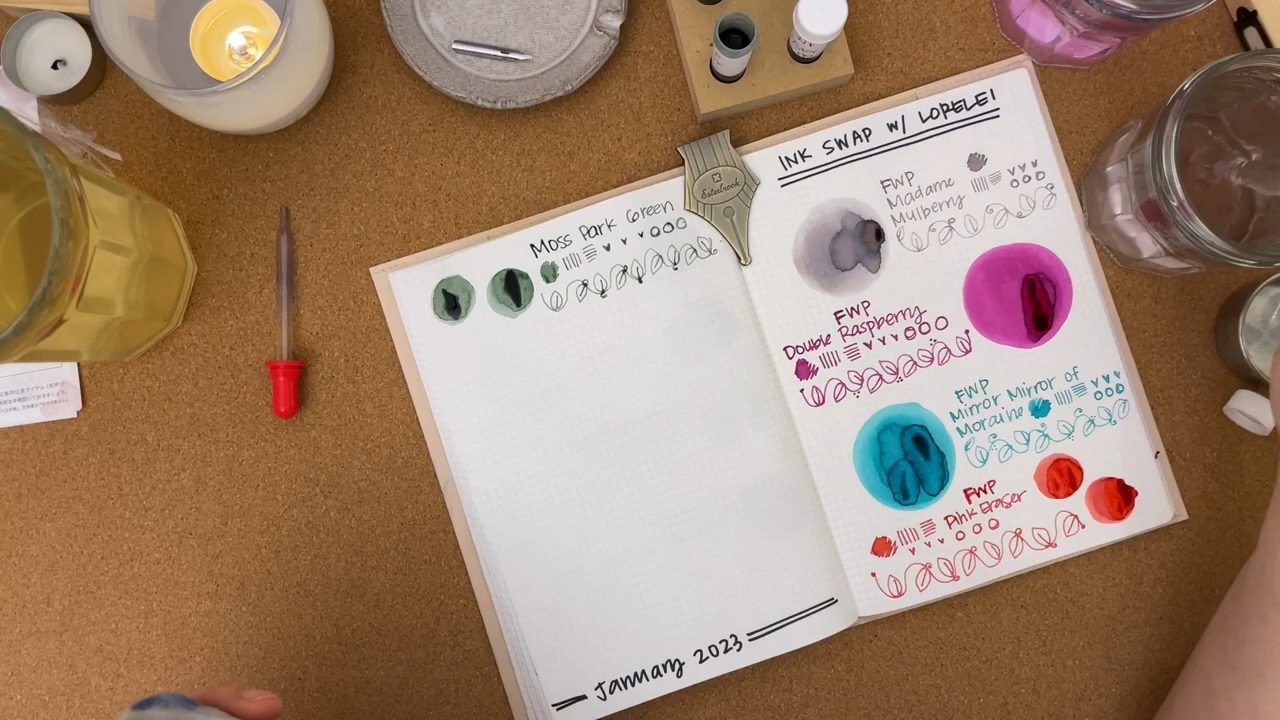 Moss Park Green
January 2023
INK SWAP W/ LORELEI
FWP
Madame
Mulberry
FWP
Double Raspberry
FWP
Mirror Mirror of
Moraine
FWP
Pink Eraser
Esterbrook